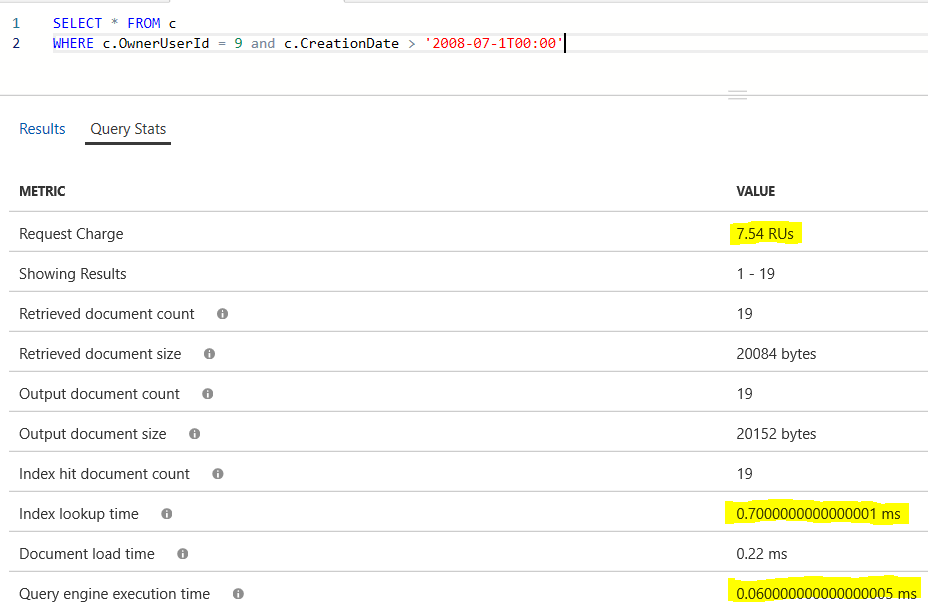 1 SELECT * FROM c
2 WHERE c.OwnerUserId = 9 and c.CreationDate > '2008-07-1T00:00'
Results Query Stats
METRIC VALUE
Request Charge 7.54 RUs
Showing Results 1 - 19
Retrieved document count 19
Retrieved document size 20084 bytes
Output document count 19
Output document size 20152 bytes
Index hit document count 19
Index lookup time 0.7000000000000001 ms
Document load time 0.22 ms
Query engine execution time 0.060000000000000005 ms